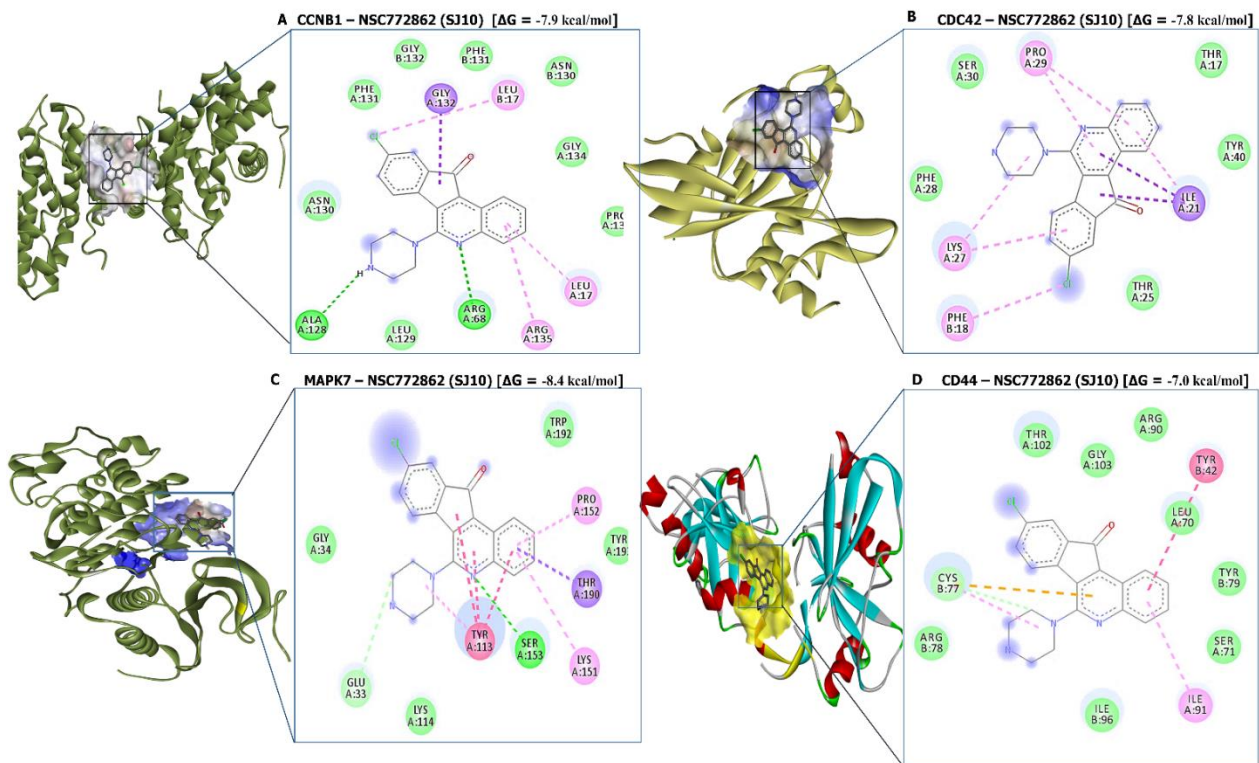 A CCNB1 – NSC772862 (SJ10) [ΔG = -7.9 kcal/mol]
GLY
B:132
PHE
B:131
ASN
B:130
PHE
A:131
GLY
A:132
LEU
B:17
Cl
O
GLY
A:134
ASN
A:130
PRO
N
N
H
N
LEU
A:17
ALA
A:128
ARG
A:68
LEU
A:129
ARG
A:135
B CDC42 – NSC772862 (SJ10) [ΔG = -7.8 kcal/mol]
PRO
A:29
THR
A:17
SER
A:30
N
N
N
TYR
A:40
PHE
A:28
ILE
A:21
O
LYS
A:27
Cl
THR
A:25
PHE
B:18
C MAPK7 – NSC772862 (SJ10) [ΔG = -8.4 kcal/mol]
TRP
A:192
Cl
O
PRO
A:152
GLY
A:34
TYR
THR
A:190
N
N
N
TYR
A:113
SER
A:153
LYS
A:151
GLU
A:33
LYS
A:114
D CD44 – NSC772862 (SJ10) [ΔG = -7.0 kcal/mol]
ARG
A:90
THR
A:102
GLY
A:103
TYR
B:42
Cl
O
LEU
A:70
CYS
B:77
TYR
B:79
N
N
N
ARG
B:78
SER
A:71
ILE
B:96
ILE
A:91